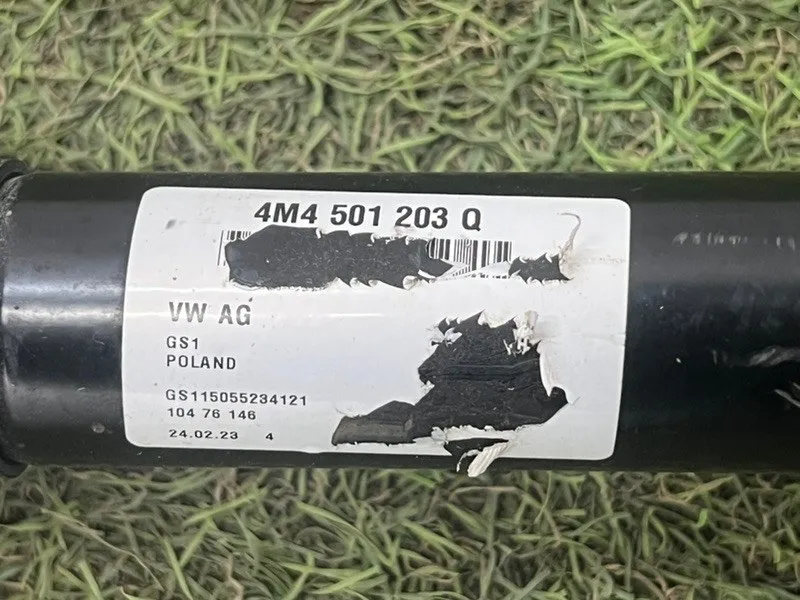 4M4 501 203 Q
VW AG
GS1
POLAND
GS115055234121
104 76 146
24.02.23 4